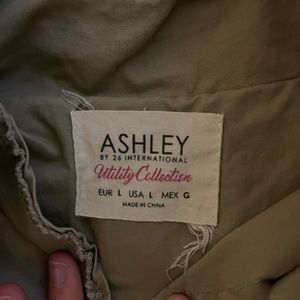 ASHLEY
BY 26 INTERNATIONAL
Utility Collection
EUR L USA L MEX G
MADE IN CHINA